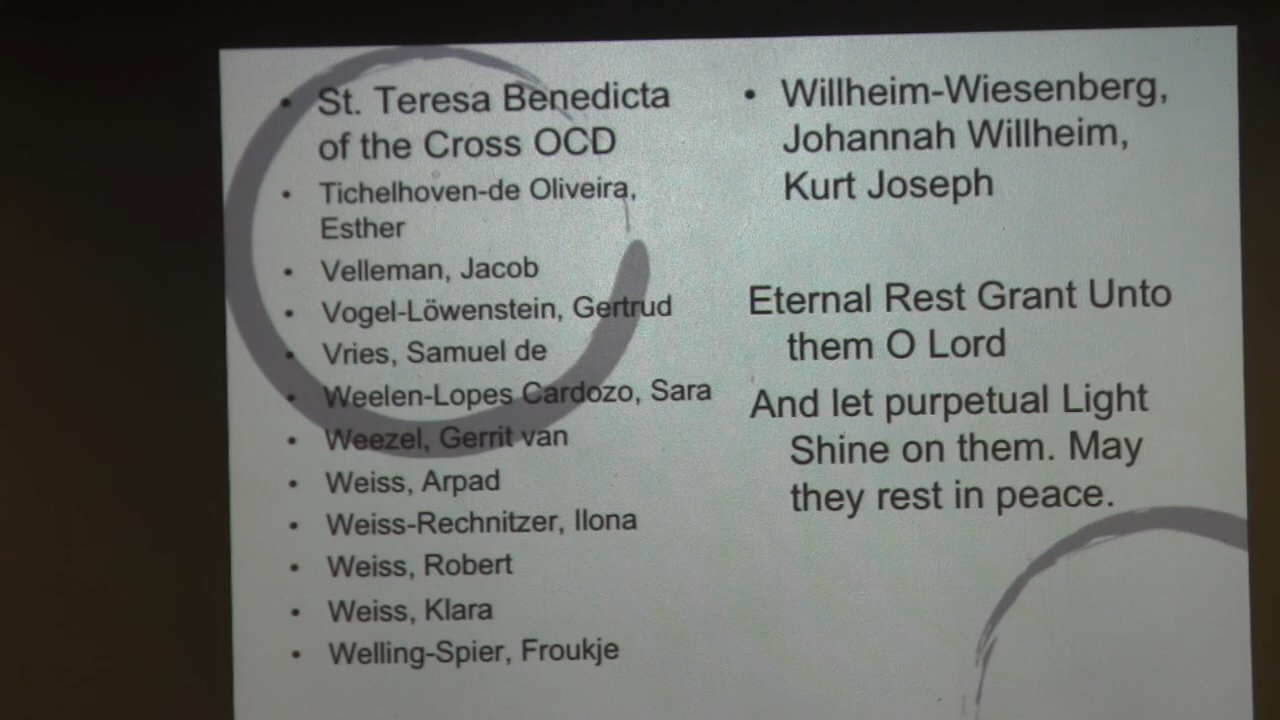 • St. Teresa Benedicta
of the Cross OCD
• Tichelhoven-de Oliveira,
Esther
• Velleman, Jacob
• Vogel-Löwenstein, Gertrud
• Vries, Samuel de
• Weelen-Lopes Cardozo, Sara
• Weezel, Gerrit van
• Weiss, Arpad
• Weiss-Rechnitzer, Ilona
• Weiss, Robert
• Weiss, Klara
• Welling-Spier, Froukje
• Willheim-Wiesenberg,
Johannah Willheim,
Kurt Joseph
Eternal Rest Grant Unto
them O Lord
And let purpetual Light
Shine on them. May
they rest in peace.